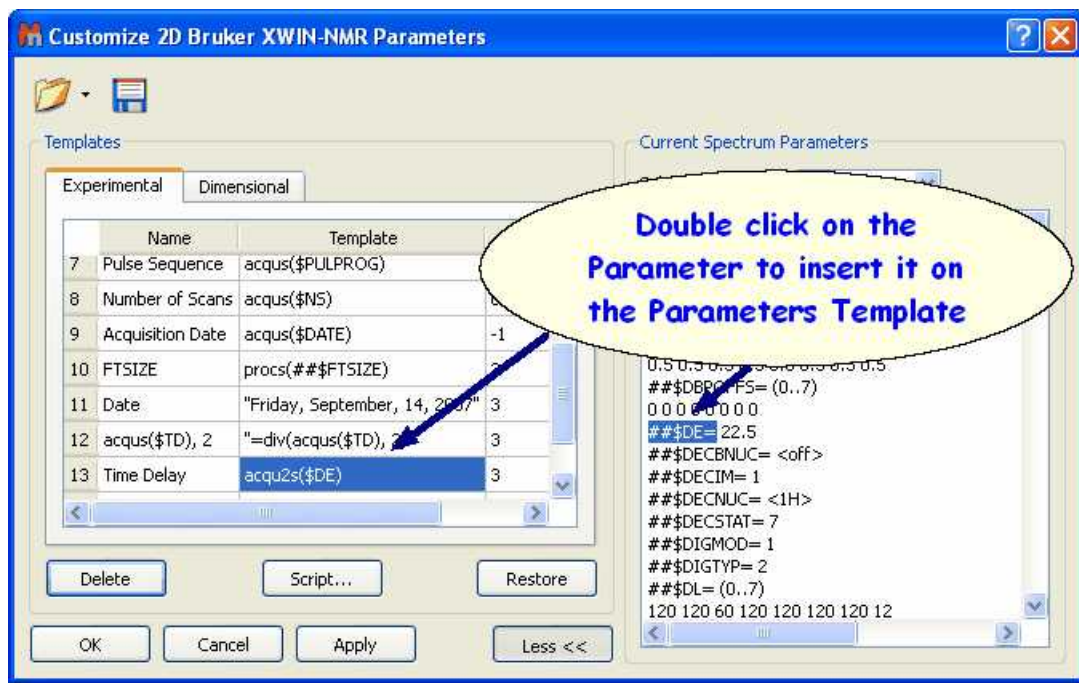 Customize 2D Bruker XWIN-NMR Parameters
Templates
Experimental Dimensional
Name Template
7 Pulse Sequence acqus($PULPROG)
8 Number of Scans acqus($NS)
9 Acquisition Date acqus($DATE) -1
10 FTSIZE procs(##$FTSIZE)
11 Date "Friday, September, 14, 2007" 3
12 acqus($TD), 2 "=div(acqus($TD), 3
13 Time Delay acqu2s($DE) 3
Delete Script... Restore
OK Cancel Apply Less <<
Current Spectrum Parameters
Double click on the
Parameter to insert it on
the Parameters Template
##$DBPOFFS= (0..7)
0 0 0 0 0 0 0 0
##$DE= 22.5
##$DECBNUC= <off>
##$DECIM= 1
##$DECNUC= <1H>
##$DECSTAT= 7
##$DIGMOD= 1
##$DIGTYP= 2
##$DL= (0..7)
120 120 60 120 120 120 120 12